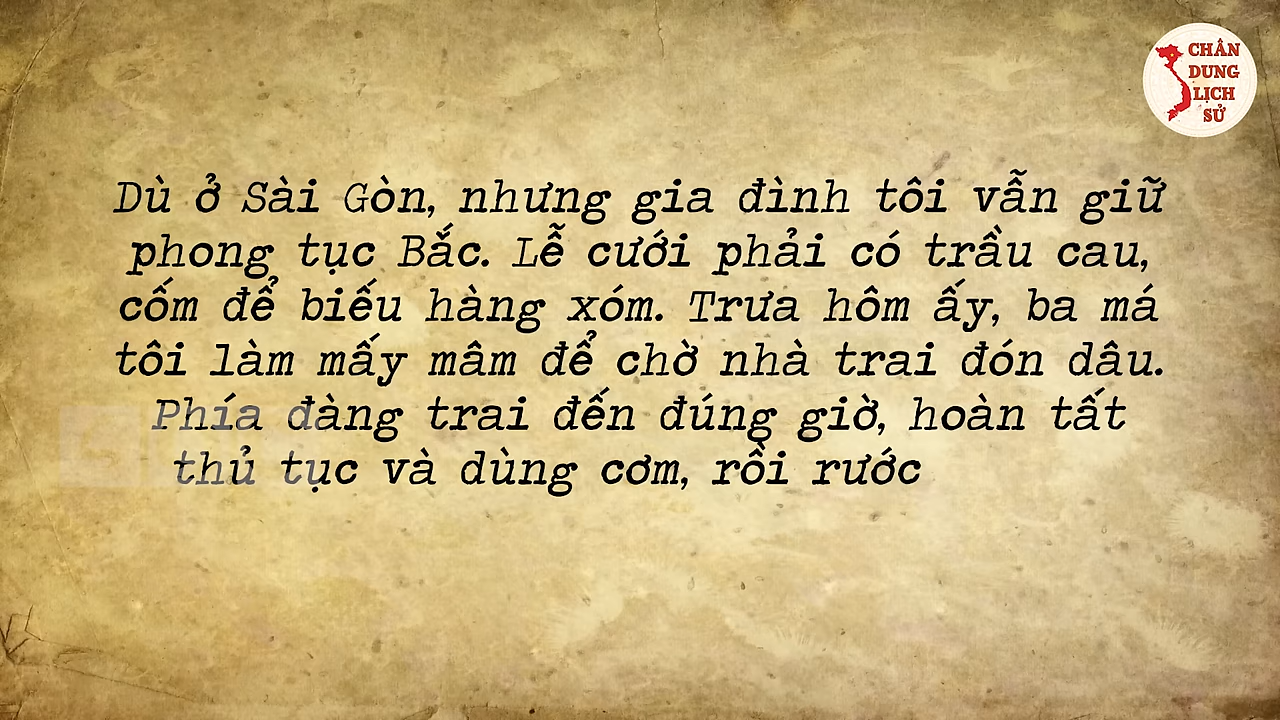 CHÂN
DUNG
LỊCH
SỬ
Dù ở Sài Gòn, nhưng gia đình tôi vẫn giữ
phong tục Bắc. Lễ cưới phải có trầu cau,
cốm để biếu hàng xóm. Trưa hôm ấy, ba má
tôi làm mấy mâm để chờ nhà trai đón dâu.
Phía đàng trai đến đúng giờ, hoàn tất
thủ tục và dùng cơm, rồi rước